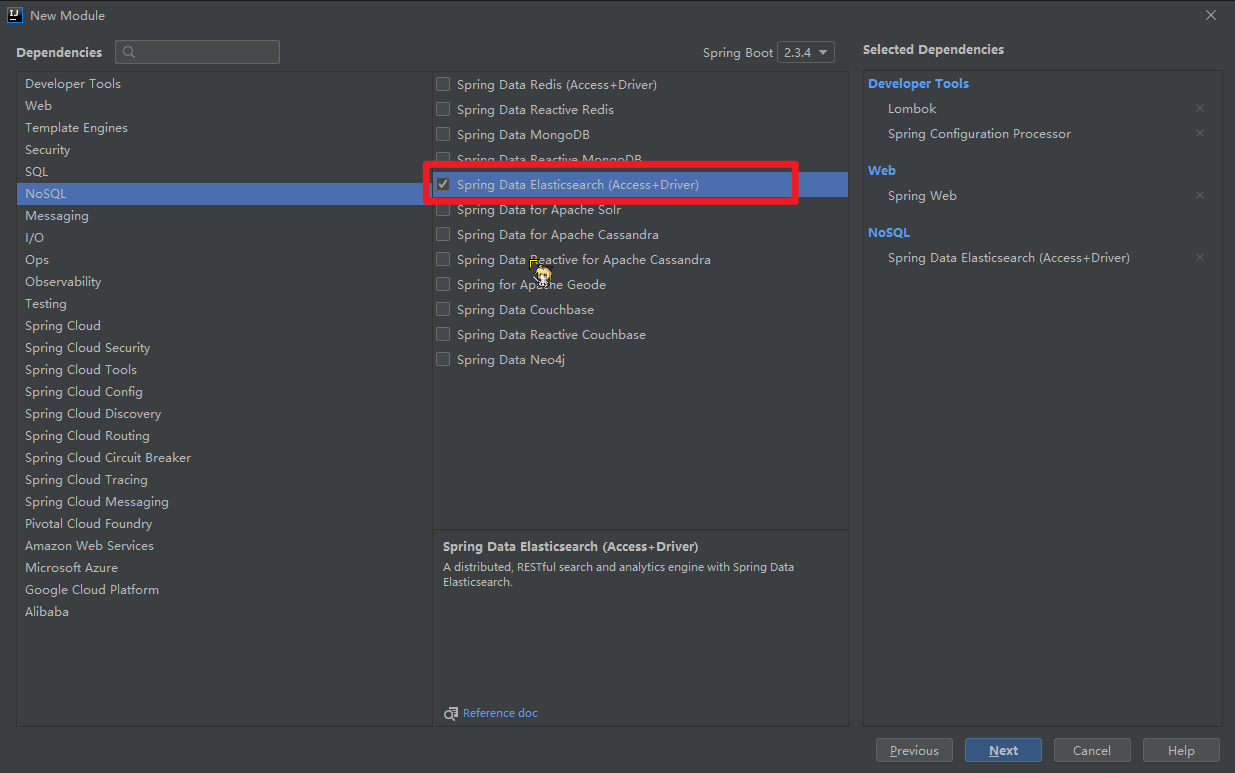 New Module
Dependencies
Spring Boot 2.3.4
Selected Dependencies
Developer Tools
Web
Template Engines
Security
SQL
NoSQL
Messaging
I/O
Ops
Observability
Testing
Spring Cloud
Spring Cloud Security
Spring Cloud Tools
Spring Cloud Config
Spring Cloud Discovery
Spring Cloud Routing
Spring Cloud Circuit Breaker
Spring Cloud Tracing
Spring Cloud Messaging
Pivotal Cloud Foundry
Amazon Web Services
Microsoft Azure
Google Cloud Platform
Alibaba
Spring Data Redis (Access+Driver)
Spring Data Reactive Redis
Spring Data MongoDB
Spring Data Reactive MongoDB
Spring Data Elasticsearch (Access+Driver)
Spring Data for Apache Solr
Spring Data for Apache Cassandra
Spring Data Reactive for Apache Cassandra
Spring for Apache Geode
Spring Data Couchbase
Spring Data Reactive Couchbase
Spring Data Neo4j
Spring Data Elasticsearch (Access+Driver)
A distributed, RESTful search and analytics engine with Spring Data
Elasticsearch.
Reference doc
Developer Tools
Lombok
Spring Configuration Processor
Web
Spring Web
NoSQL
Spring Data Elasticsearch (Access+Driver)
Previous
Next
Cancel
Help